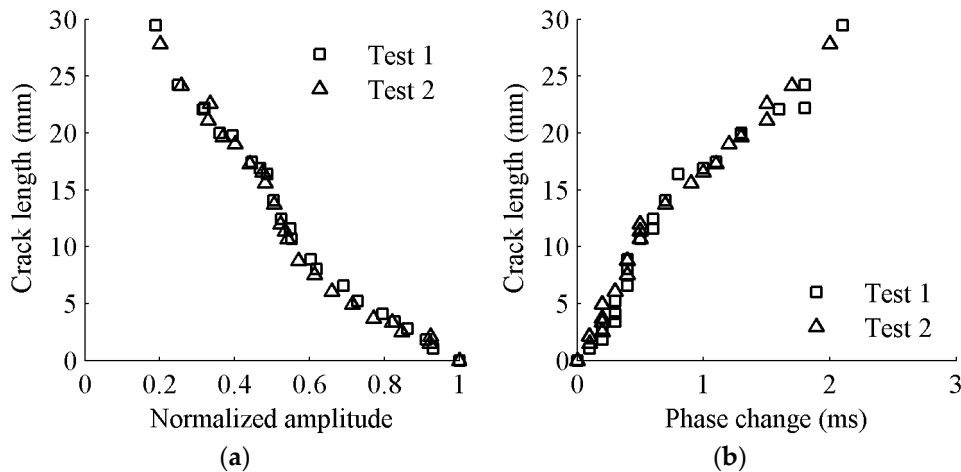 30
25
20
15
10
5
0
Crack length (mm)
Test 1
Test 2
0 0.2 0.4 0.6 0.8 1
Normalized amplitude
(a)
30
25
20
15
10
5
0
Crack length (mm)
Test 1
Test 2
0 1 2 3
Phase change (ms)
(b)